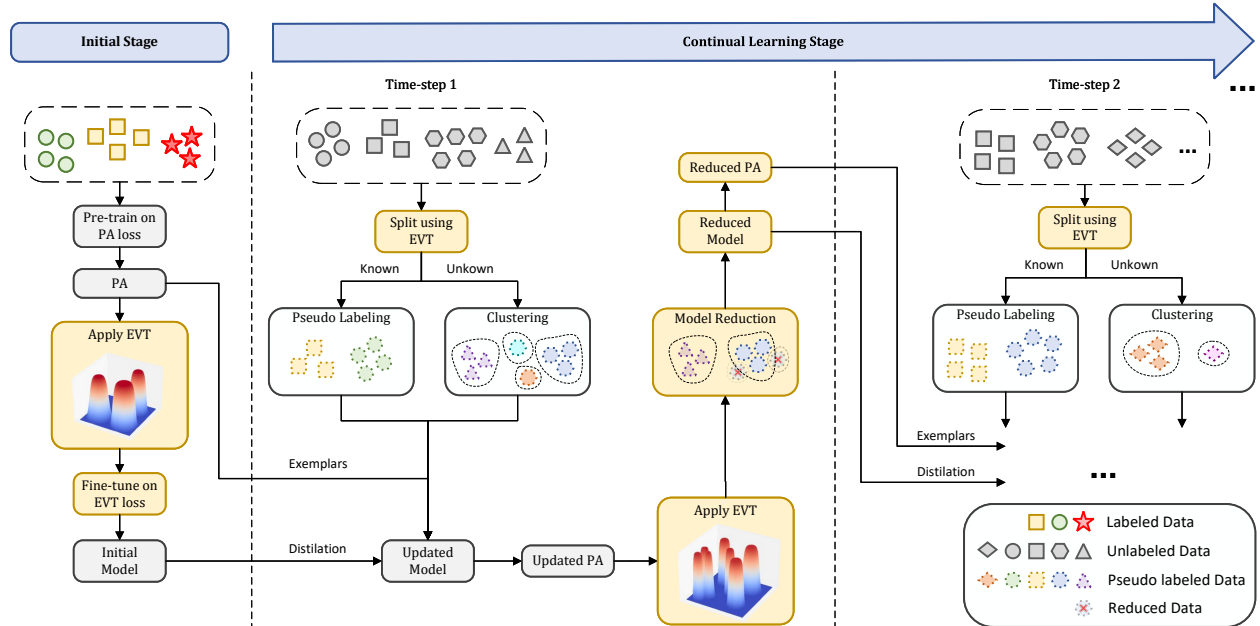 Initial Stage
Continual Learning Stage
Time-step 1
Time-step 2
...
...
Pre-train on
PA loss
PA
Apply EVT
Fine-tune on
EVT loss
Initial
Model
Split using
EVT
Known
Unkown
Pseudo Labeling
Clustering
Exemplars
Distilation
Updated
Model
Updated PA
Apply EVT
Model Reduction
Reduced
Model
Reduced PA
Split using
EVT
Known
Unkown
Pseudo Labeling
Clustering
Exemplars
Distilation
...
Labeled Data
Unlabeled Data
Pseudo labeled Data
Reduced Data